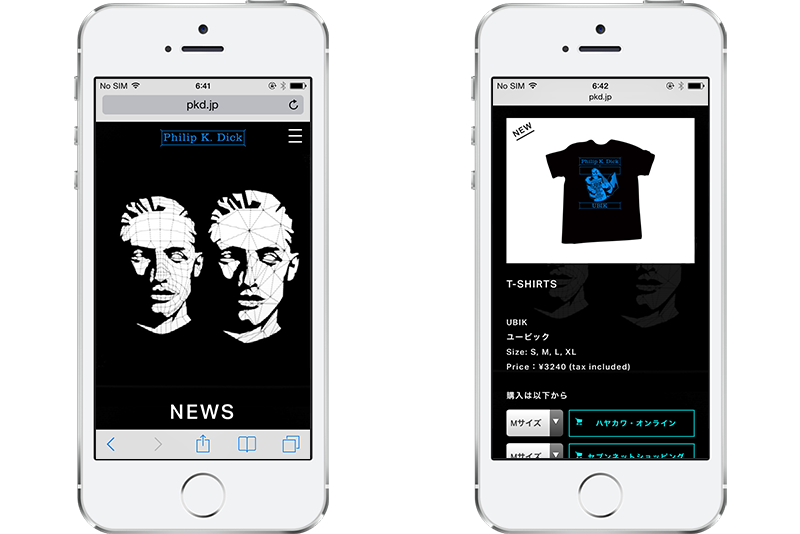 No SIM 6:41
pkd.jp
Philip K. Dick
NEWS
No SIM 6:42
pkd.jp
NEW
Philip K. Dick
UBIK
T-SHIRTS
UBIK
ユービック
Size: S, M, L, XL
Price：¥3240 (tax included)
購入は以下から
Mサイズ ▼ ハヤカワ・オンライン
Mサイズ ▼ セブンネットショッピング